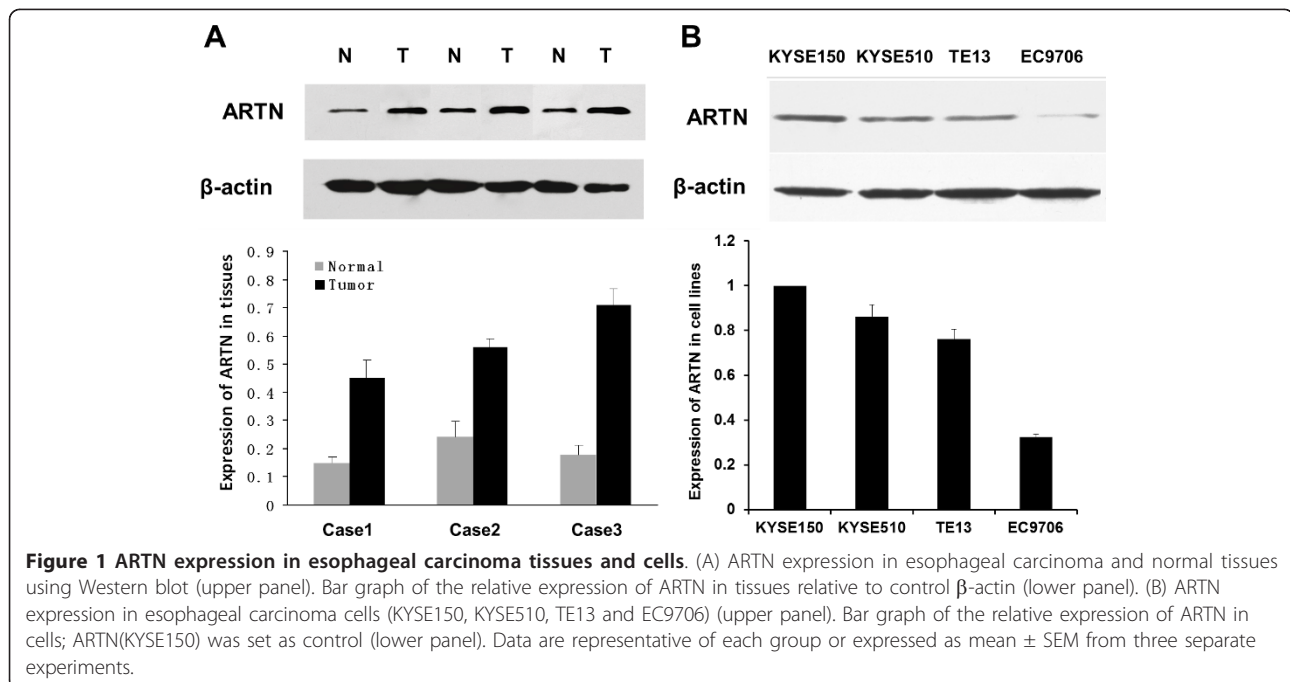 A
N T N T N T
ARTN
β-actin
0.9
0.8
0.7
0.6
0.5
0.4
0.3
0.2
0.1
0
Expression of ARTN in tissues
Normal
Tumor
Case1 Case2 Case3
B
KYSE150 KYSE510 TE13 EC9706
ARTN
β-actin
1.2
1
0.8
0.6
0.4
0.2
0
Expression of ARTN in cell lines
KYSE150 KYSE510 TE13 EC9706
Figure 1 ARTN expression in esophageal carcinoma tissues and cells. (A) ARTN expression in esophageal carcinoma and normal tissues
using Western blot (upper panel). Bar graph of the relative expression of ARTN in tissues relative to control β-actin (lower panel). (B) ARTN
expression in esophageal carcinoma cells (KYSE150, KYSE510, TE13 and EC9706) (upper panel). Bar graph of the relative expression of ARTN in
cells; ARTN(KYSE150) was set as control (lower panel). Data are representative of each group or expressed as mean ± SEM from three separate
experiments.